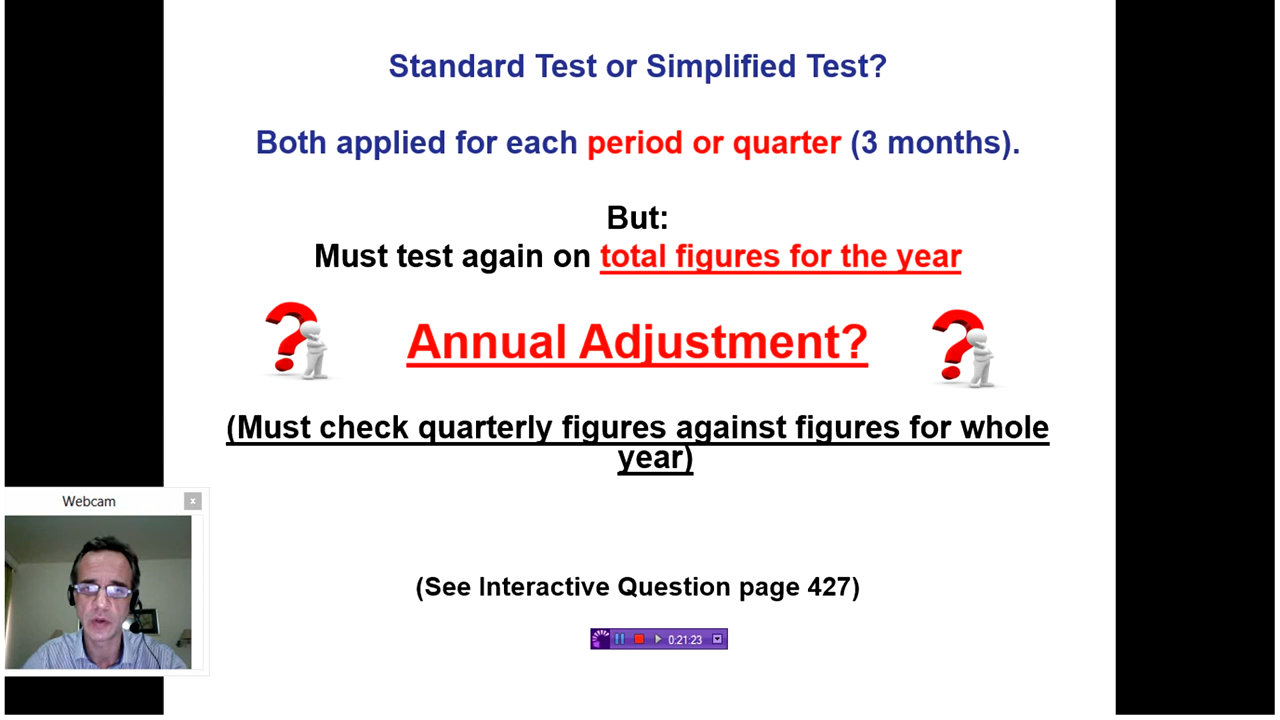 Standard Test or Simplified Test?
Both applied for each period or quarter (3 months).
But:
Must test again on total figures for the year
Annual Adjustment?
(Must check quarterly figures against figures for whole
year)
Webcam
x
(See Interactive Question page 427)
0:21:23